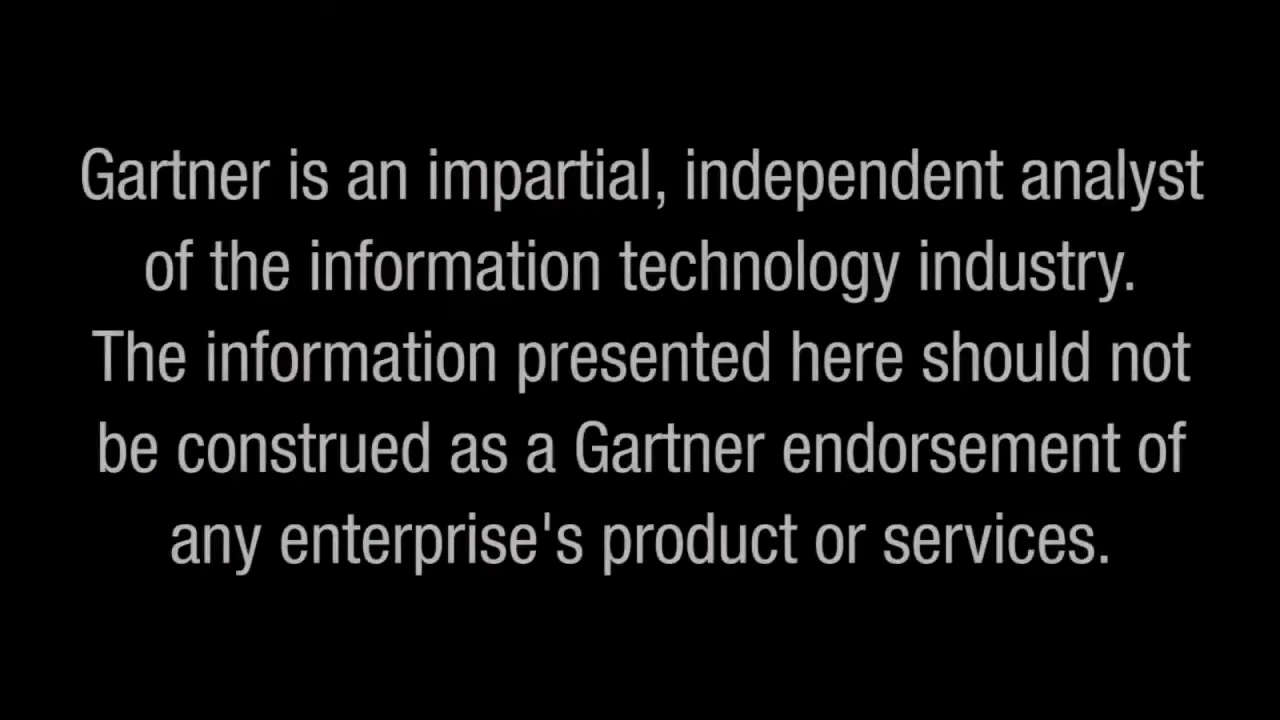 Gartner is an impartial, independent analyst
of the information technology industry.
The information presented here should not
be construed as a Gartner endorsement of
any enterprise's product or services.